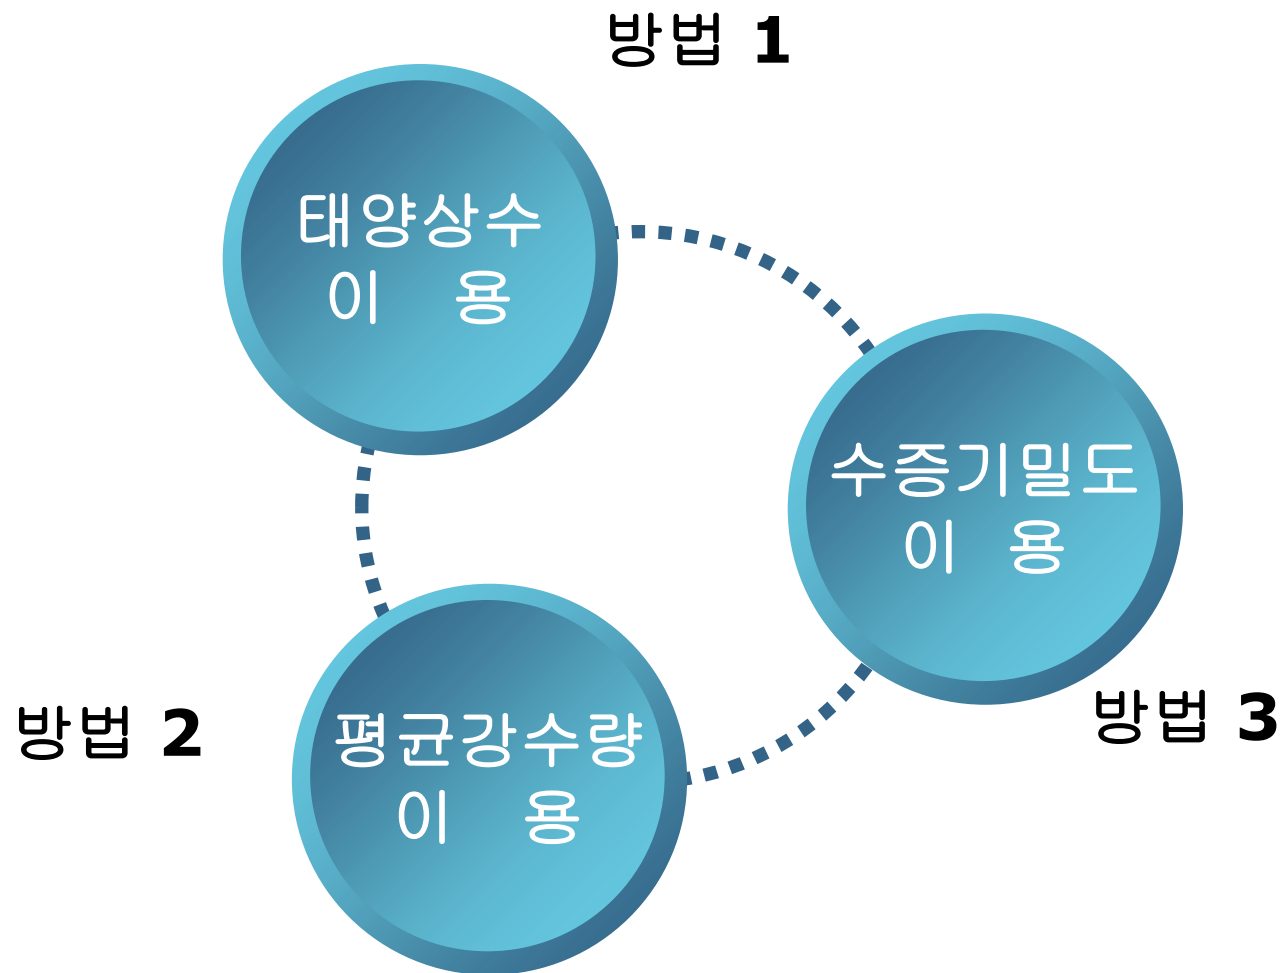 방법 1
태양상수
이 용
수증기밀도
이 용
방법 3
방법 2
평균강수량
이 용